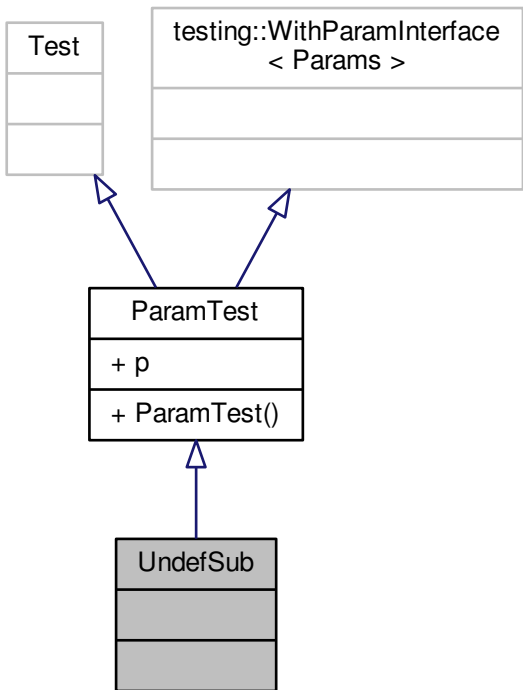 Test
testing::WithParamInterface
< Params >
ParamTest
+ p
+ ParamTest()
UndefSub